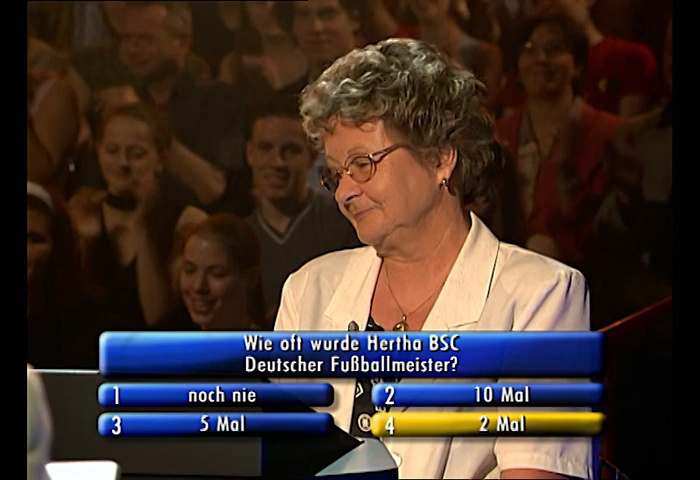 Wie oft wurde Hertha BSC
Deutscher Fußballmeister?
1 noch nie
2 10 Mal
3 5 Mal
4 2 Mal